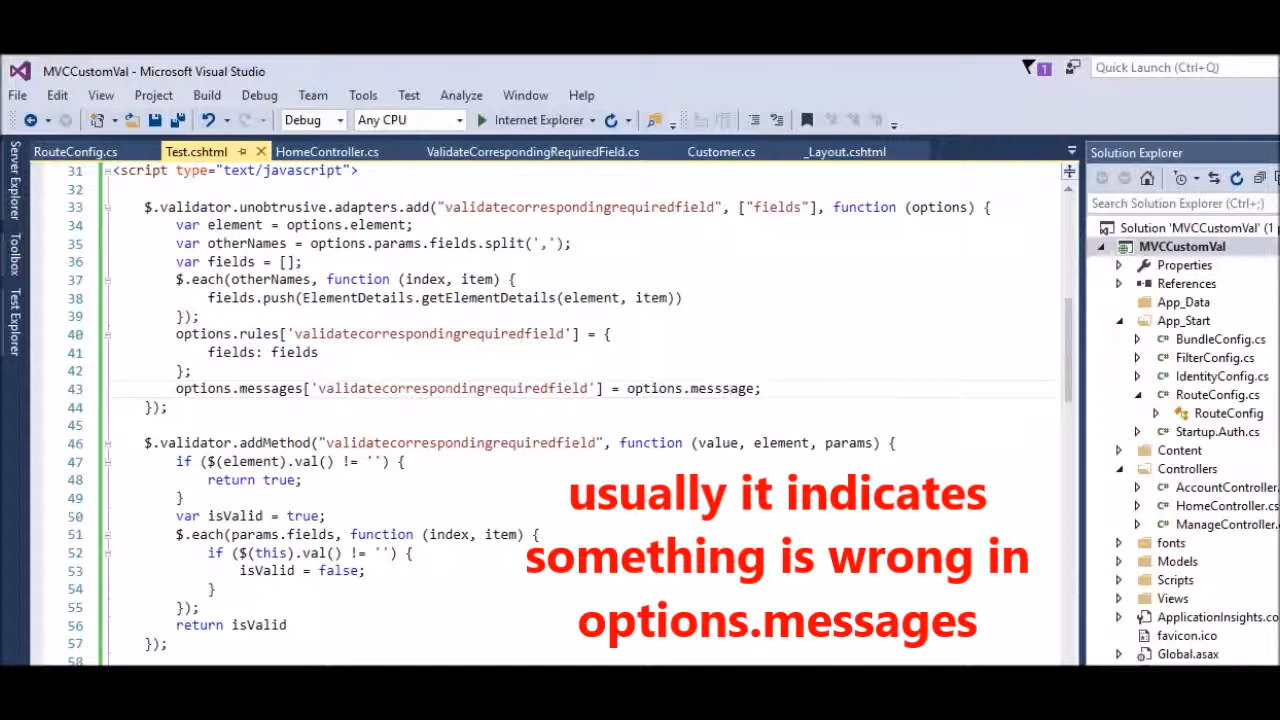 MVCCustomVal - Microsoft Visual Studio
1
Quick Launch (Ctrl+Q)
File Edit View Project Build Debug Team Tools Test Analyze Window Help
Debug Any CPU Internet Explorer
RouteConfig.cs Test.cshtml HomeController.cs ValidateCorrespondingRequiredField.cs Customer.cs _Layout.cshtml
Server Explorer
Toolbox
Test Explorer
31 <script type="text/javascript">
32
33 $.validator.unobtrusive.adapters.add("validatecorrespondingrequiredfield", ["fields"], function (options) {
34 var element = options.element;
35 var otherNames = options.params.fields.split(',');
36 var fields = [];
37 $.each(otherNames, function (index, item) {
38 fields.push(ElementDetails.getElementDetails(element, item))
39 });
40 options.rules['validatecorrespondingrequiredfield'] = {
41 fields: fields
42 };
43 options.messages['validatecorrespondingrequiredfield'] = options.messsage;
44 });
45
46 $.validator.addMethod("validatecorrespondingrequiredfield", function (value, element, params) {
47 if ($(element).val() != '') {
48 return true;
49 }
50 var isValid = true;
51 $.each(params.fields, function (index, item) {
52 if ($(this).val() != '') {
53 isValid = false;
54 }
55 });
56 return isValid
57 });
58
usually it indicates
something is wrong in
options.messages
Solution Explorer
Search Solution Explorer (Ctrl+;)
Solution 'MVCCustomVal' (1
MVCCustomVal
Properties
References
App_Data
App_Start
BundleConfig.cs
FilterConfig.cs
IdentityConfig.cs
RouteConfig.cs
RouteConfig
Startup.Auth.cs
Content
Controllers
AccountController.
HomeController.cs
ManageController.
fonts
Models
Scripts
Views
ApplicationInsights.co
favicon.ico
Global.asax